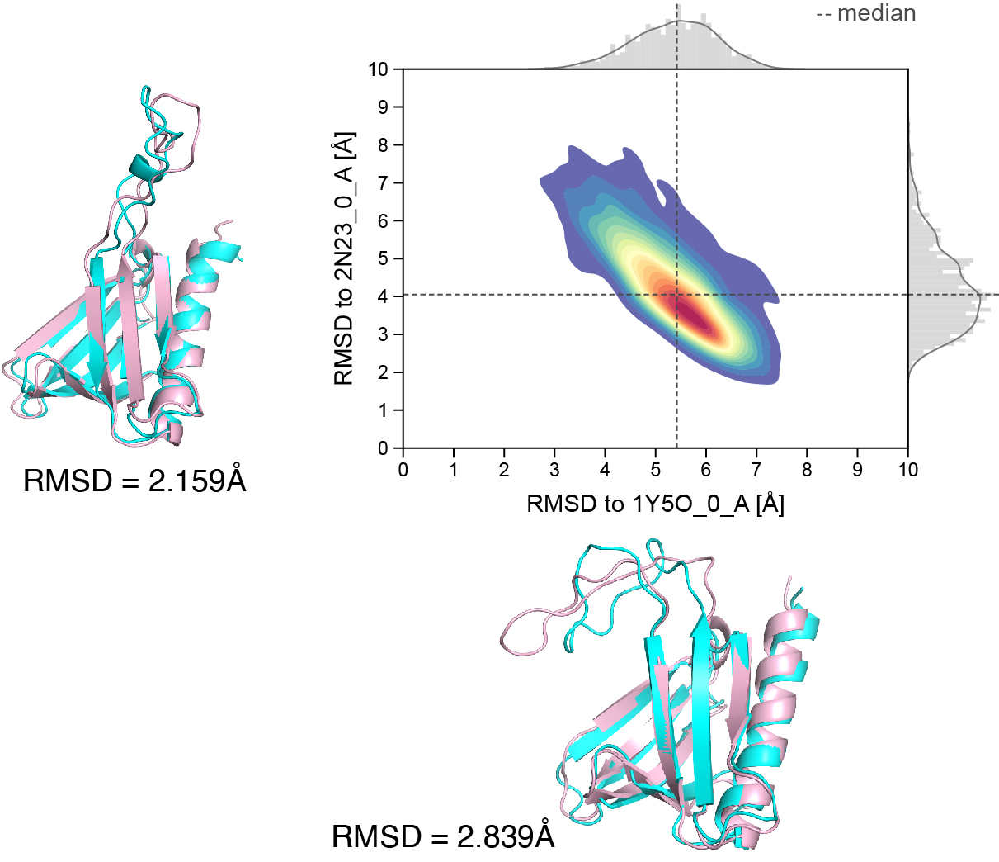 -- median
10
9
8
7
6
5
4
3
2
1
0
RMSD to 2N23_0_A [Å]
0 1 2 3 4 5 6 7 8 9 10
RMSD to 1Y5O_0_A [Å]
RMSD = 2.159Å
RMSD = 2.839Å